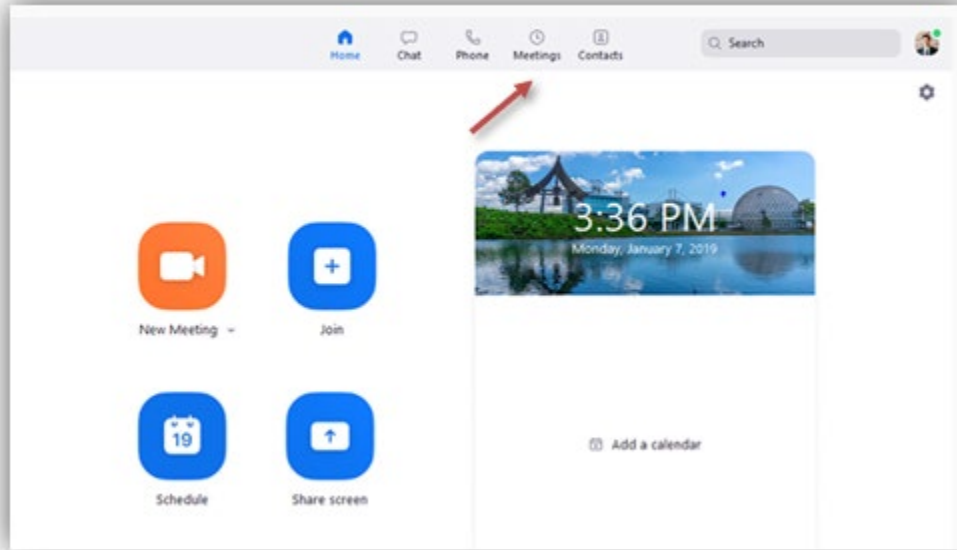 Home
Chat
Phone
Meetings
Contacts
Search
3:36 PM
Monday, January 7, 2019
New Meeting
Join
19
Schedule
Share screen
Add a calendar